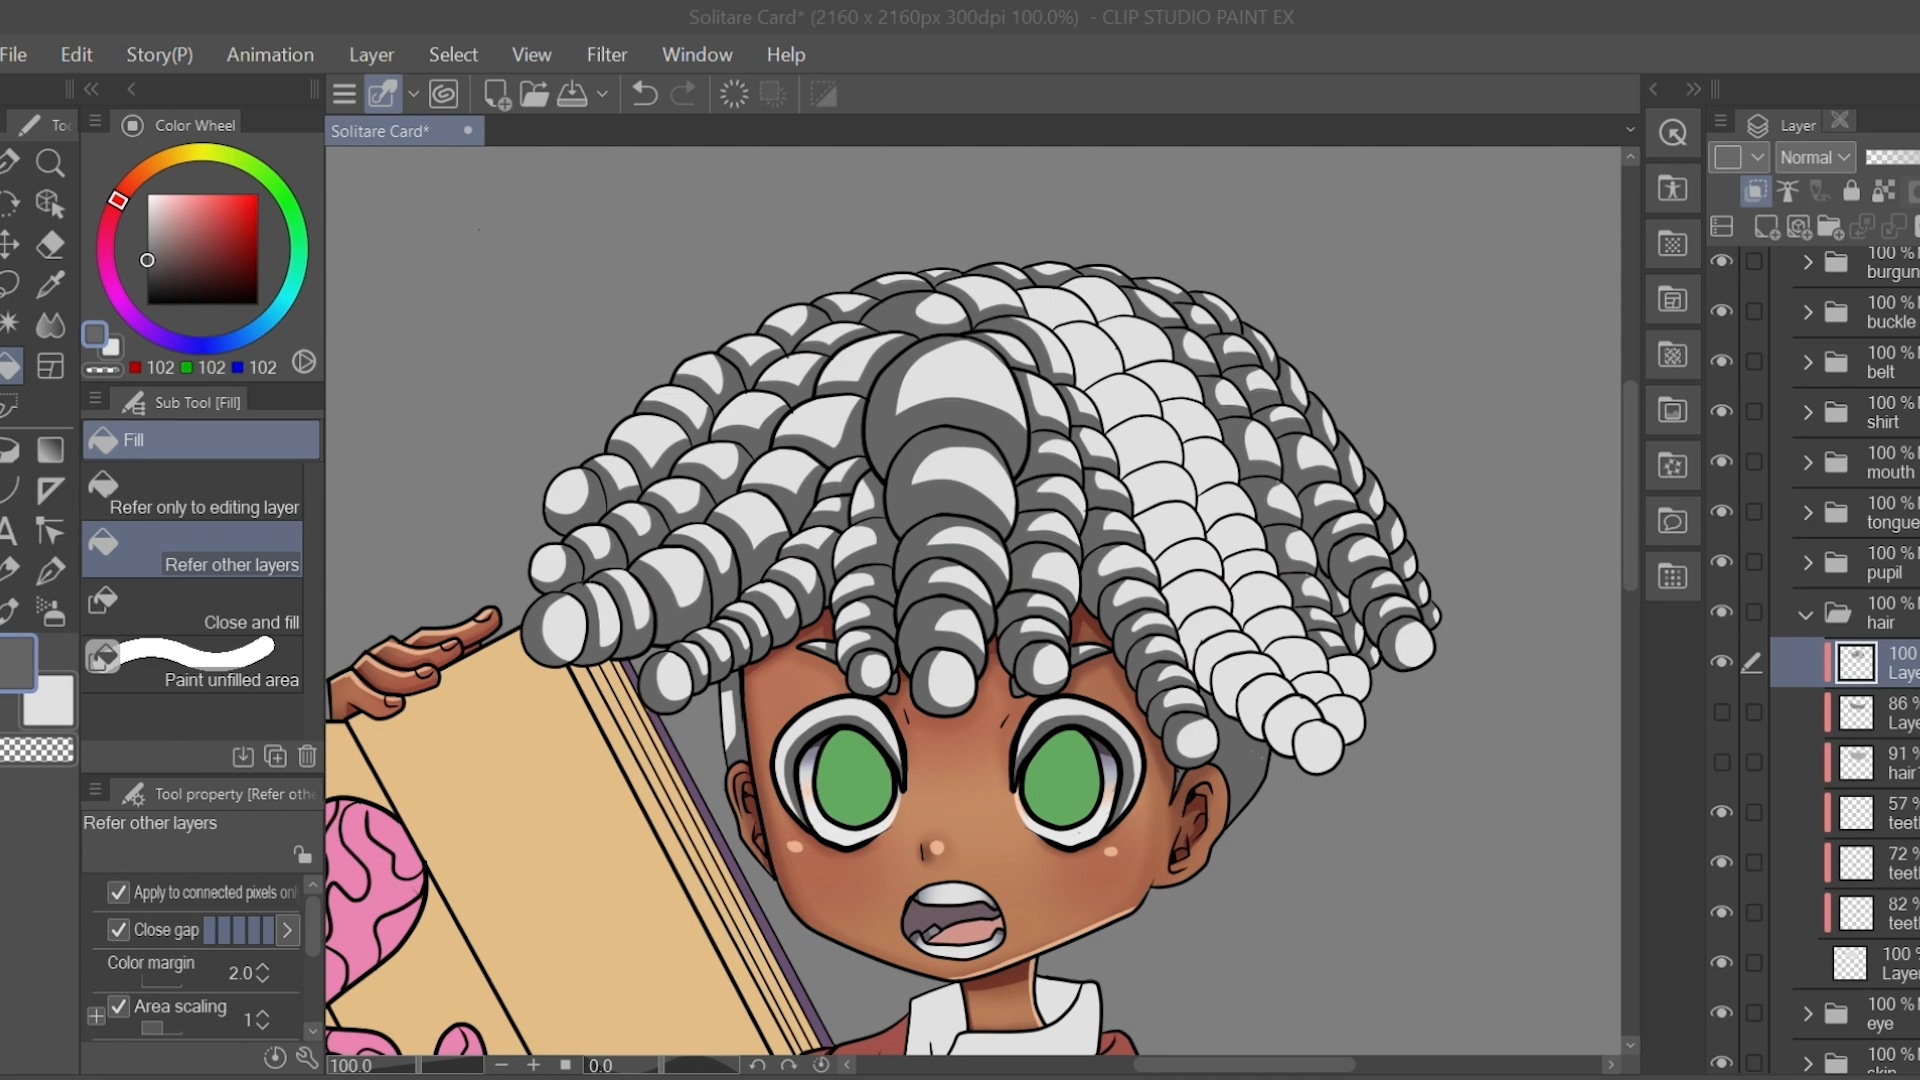 Solitare Card* (2160 x 2160px 300dpi 100.0%) - CLIP STUDIO PAINT EX
File Edit Story(P) Animation Layer Select View Filter Window Help
Color Wheel
Solitare Card*
Layer
Normal
102 102 102
Sub Tool [Fill]
Fill
Refer only to editing layer
Refer other layers
Close and fill
Paint unfilled area
Tool property [Refer othe
Refer other layers
Apply to connected pixels onl
Close gap
Color margin
2.0
Area scaling
1
100.0
0.0
100 %
burgun
100 %
buckle
100 %
belt
100 %
shirt
100 %
mouth
100 %
tongue
100 %
pupil
100 %
hair
100
Laye
86 %
Laye
91 %
hair
57 %
teet
72 %
teet
82 %
teet
100 %
Laye
100 %
eye
100 %